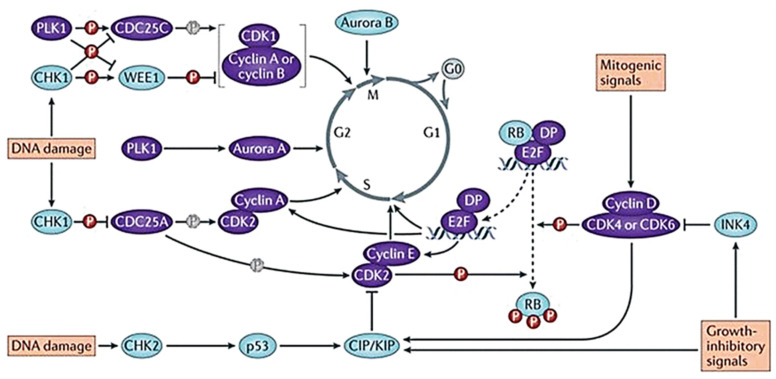 PLK1
P
CDC25C
P
CDK1
Cyclin A or
cyclin B
Aurora B
P
P
CHK1
P
WEE1
P
M
G0
G2
G1
S
Mitogenic
signals
DNA damage
PLK1
Aurora A
RB
DP
E2F
CHK1
P
CDC25A
P
Cyclin A
CDK2
DP
E2F
Cyclin D
CDK4 or CDK6
P
INK4
P
Cyclin E
CDK2
P
RB
P
P
P
DNA damage
CHK2
p53
CIP/KIP
Growth-
inhibitory
signals